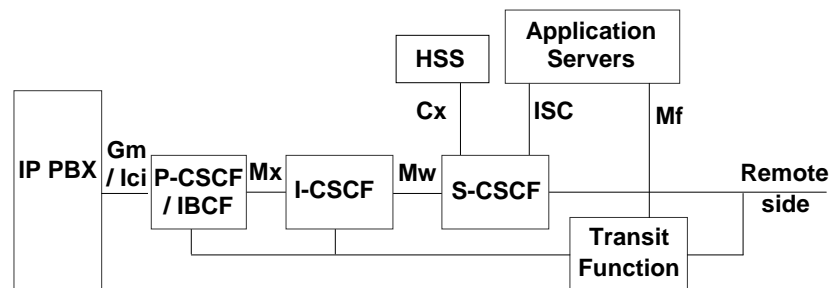 Application
Servers
HSS
Cx
ISC
Mf
IP PBX
Gm
/ Ici
P-CSCF
/ IBCF
Mx
I-CSCF
Mw
S-CSCF
Remote
side
Transit
Function